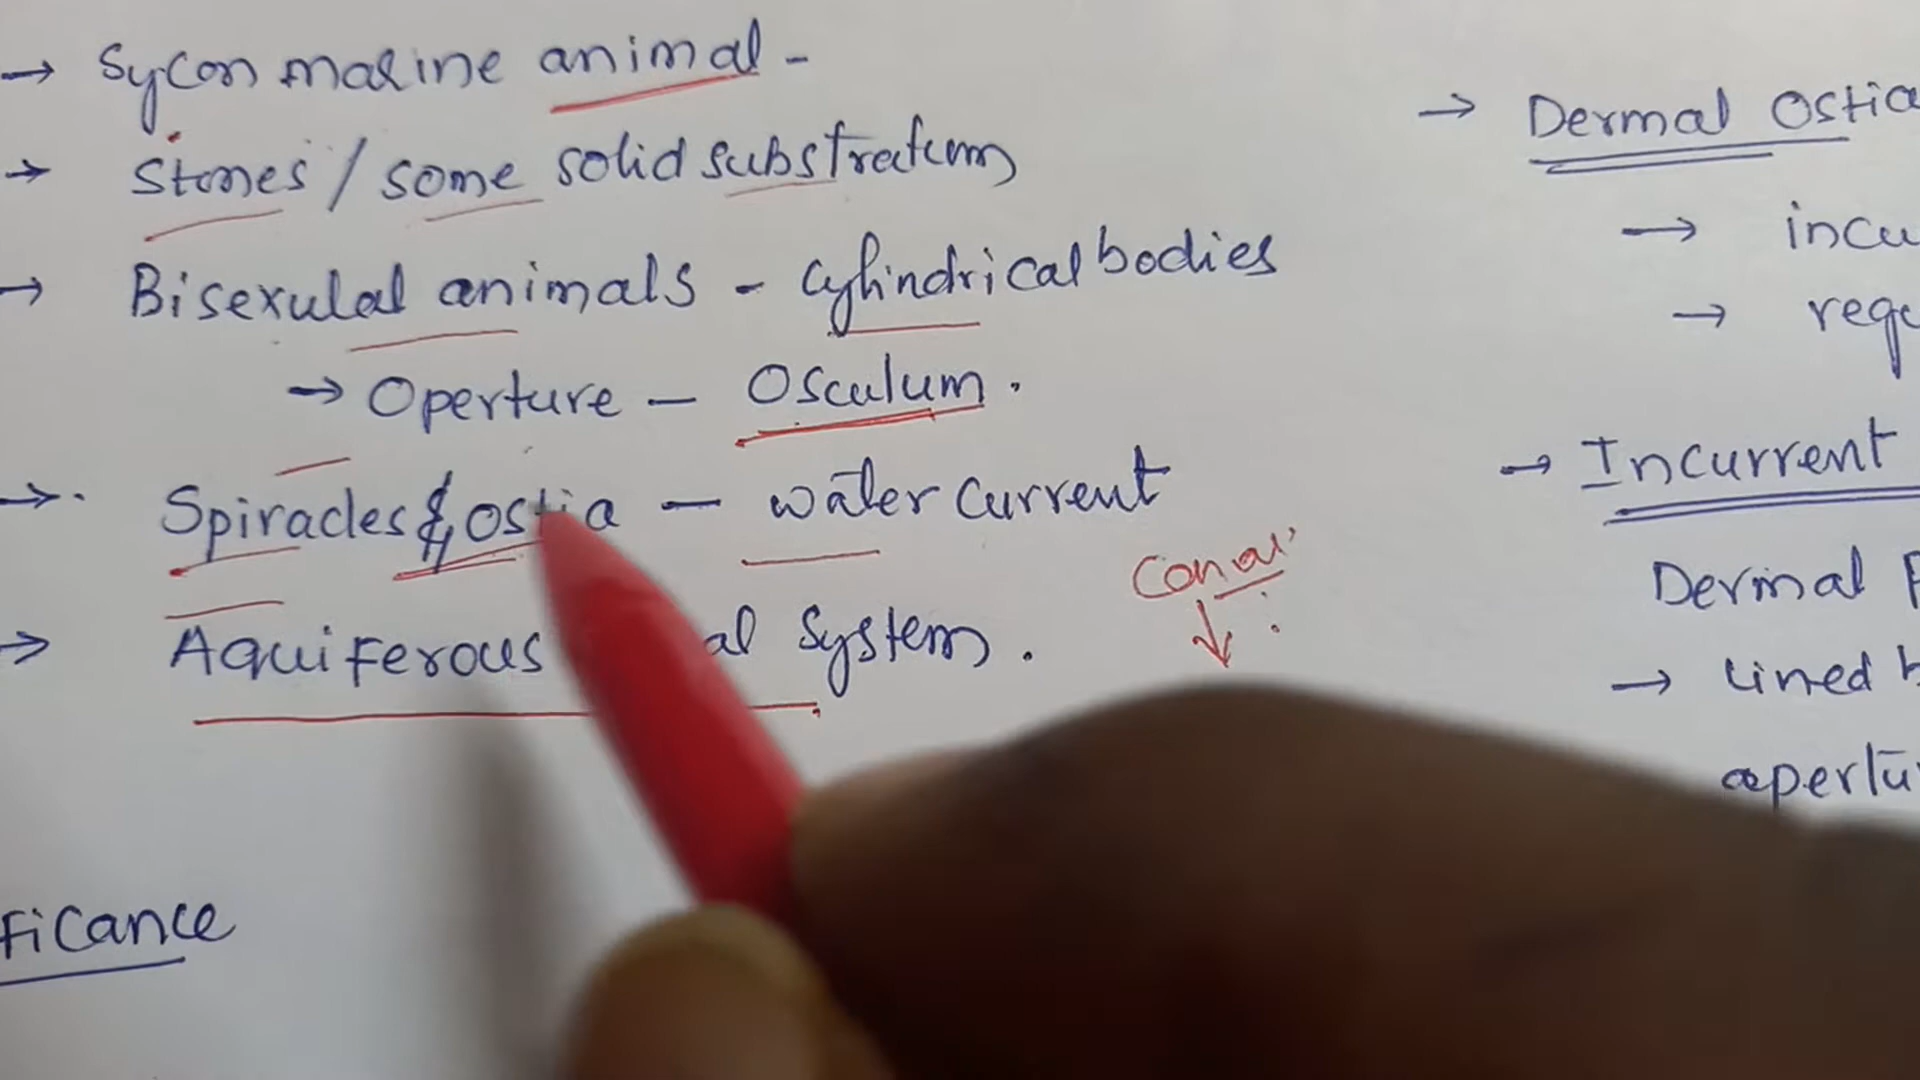 → Sycon marine animal -
→ Stones / some solid substratum
→ Bisexulal animals - Cylindrical bodies
→ Operture — Osculum.
→. Spiracles & ostia — water current
→ Aquiferous al system.
Canal
↓
Ficance
→ Dermal Ostia
→ incu
→ requ
→ Incurrent
Dermal P
→ lined b
apertu